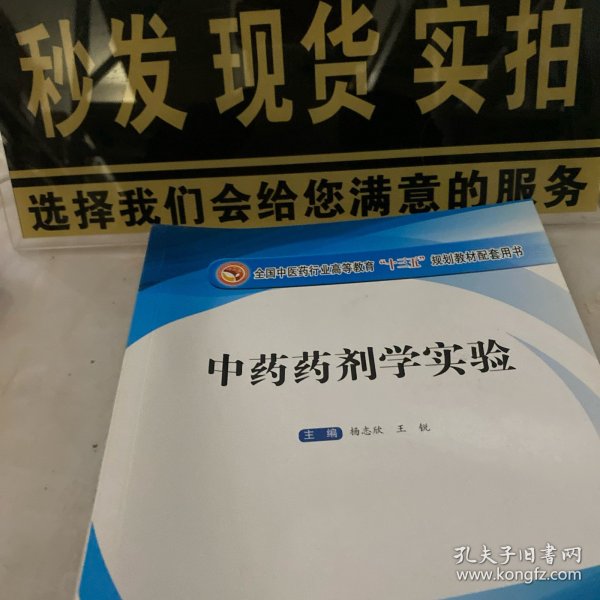 秒发 现货 实拍
选择我们会给您满意的服务
全国中医药行业高等教育“十三五”规划教材配套用书
中药药剂学实验
主 编 杨志欣 王 锐
孔夫子旧书网
www.kongfz.com